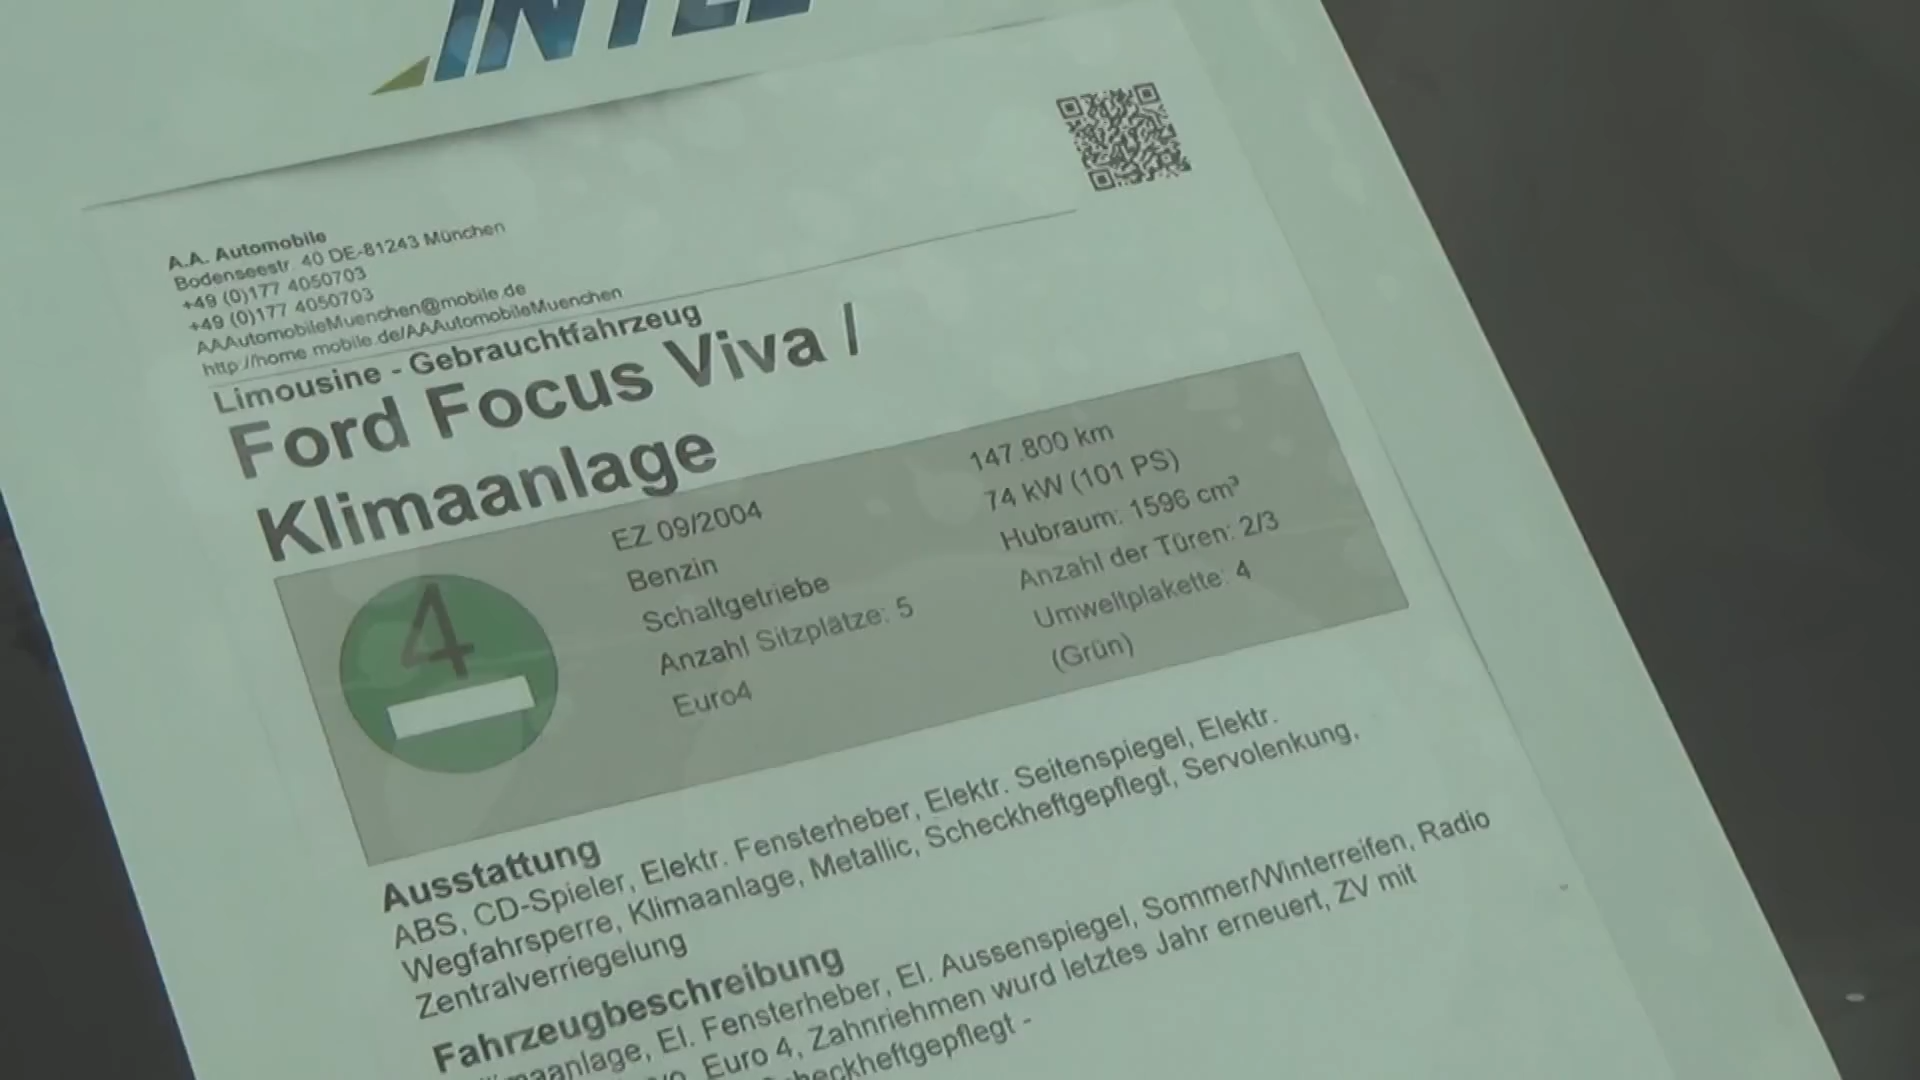 A.A. Automobile
Bodenseestr. 40 DE-81243 München
+49 (0)177 4050703
+49 (0)177 4050703
AAAutomobileMuenchen@mobile.de
http://home.mobile.de/AAAutomobileMuenchen
Limousine - Gebrauchtfahrzeug
Ford Focus Viva /
Klimaanlage
4
EZ 09/2004
Benzin
Schaltgetriebe
Anzahl Sitzplätze: 5
Euro4
147.800 km
74 kW (101 PS)
Hubraum: 1596 cm³
Anzahl der Türen: 2/3
Umweltplakette: 4
(Grün)
Ausstattung
ABS, CD-Spieler, Elektr. Fensterheber, Elektr. Seitenspiegel, Elektr.
Wegfahrsperre, Klimaanlage, Metallic, Scheckheftgepflegt, Servolenkung,
Zentralverriegelung
Fahrzeugbeschreibung
El. Fensterheber, El. Aussenspiegel, Sommer/Winterreifen, Radio
Euro 4, Zahnriehmen wurd letztes Jahr erneuert, ZV mit